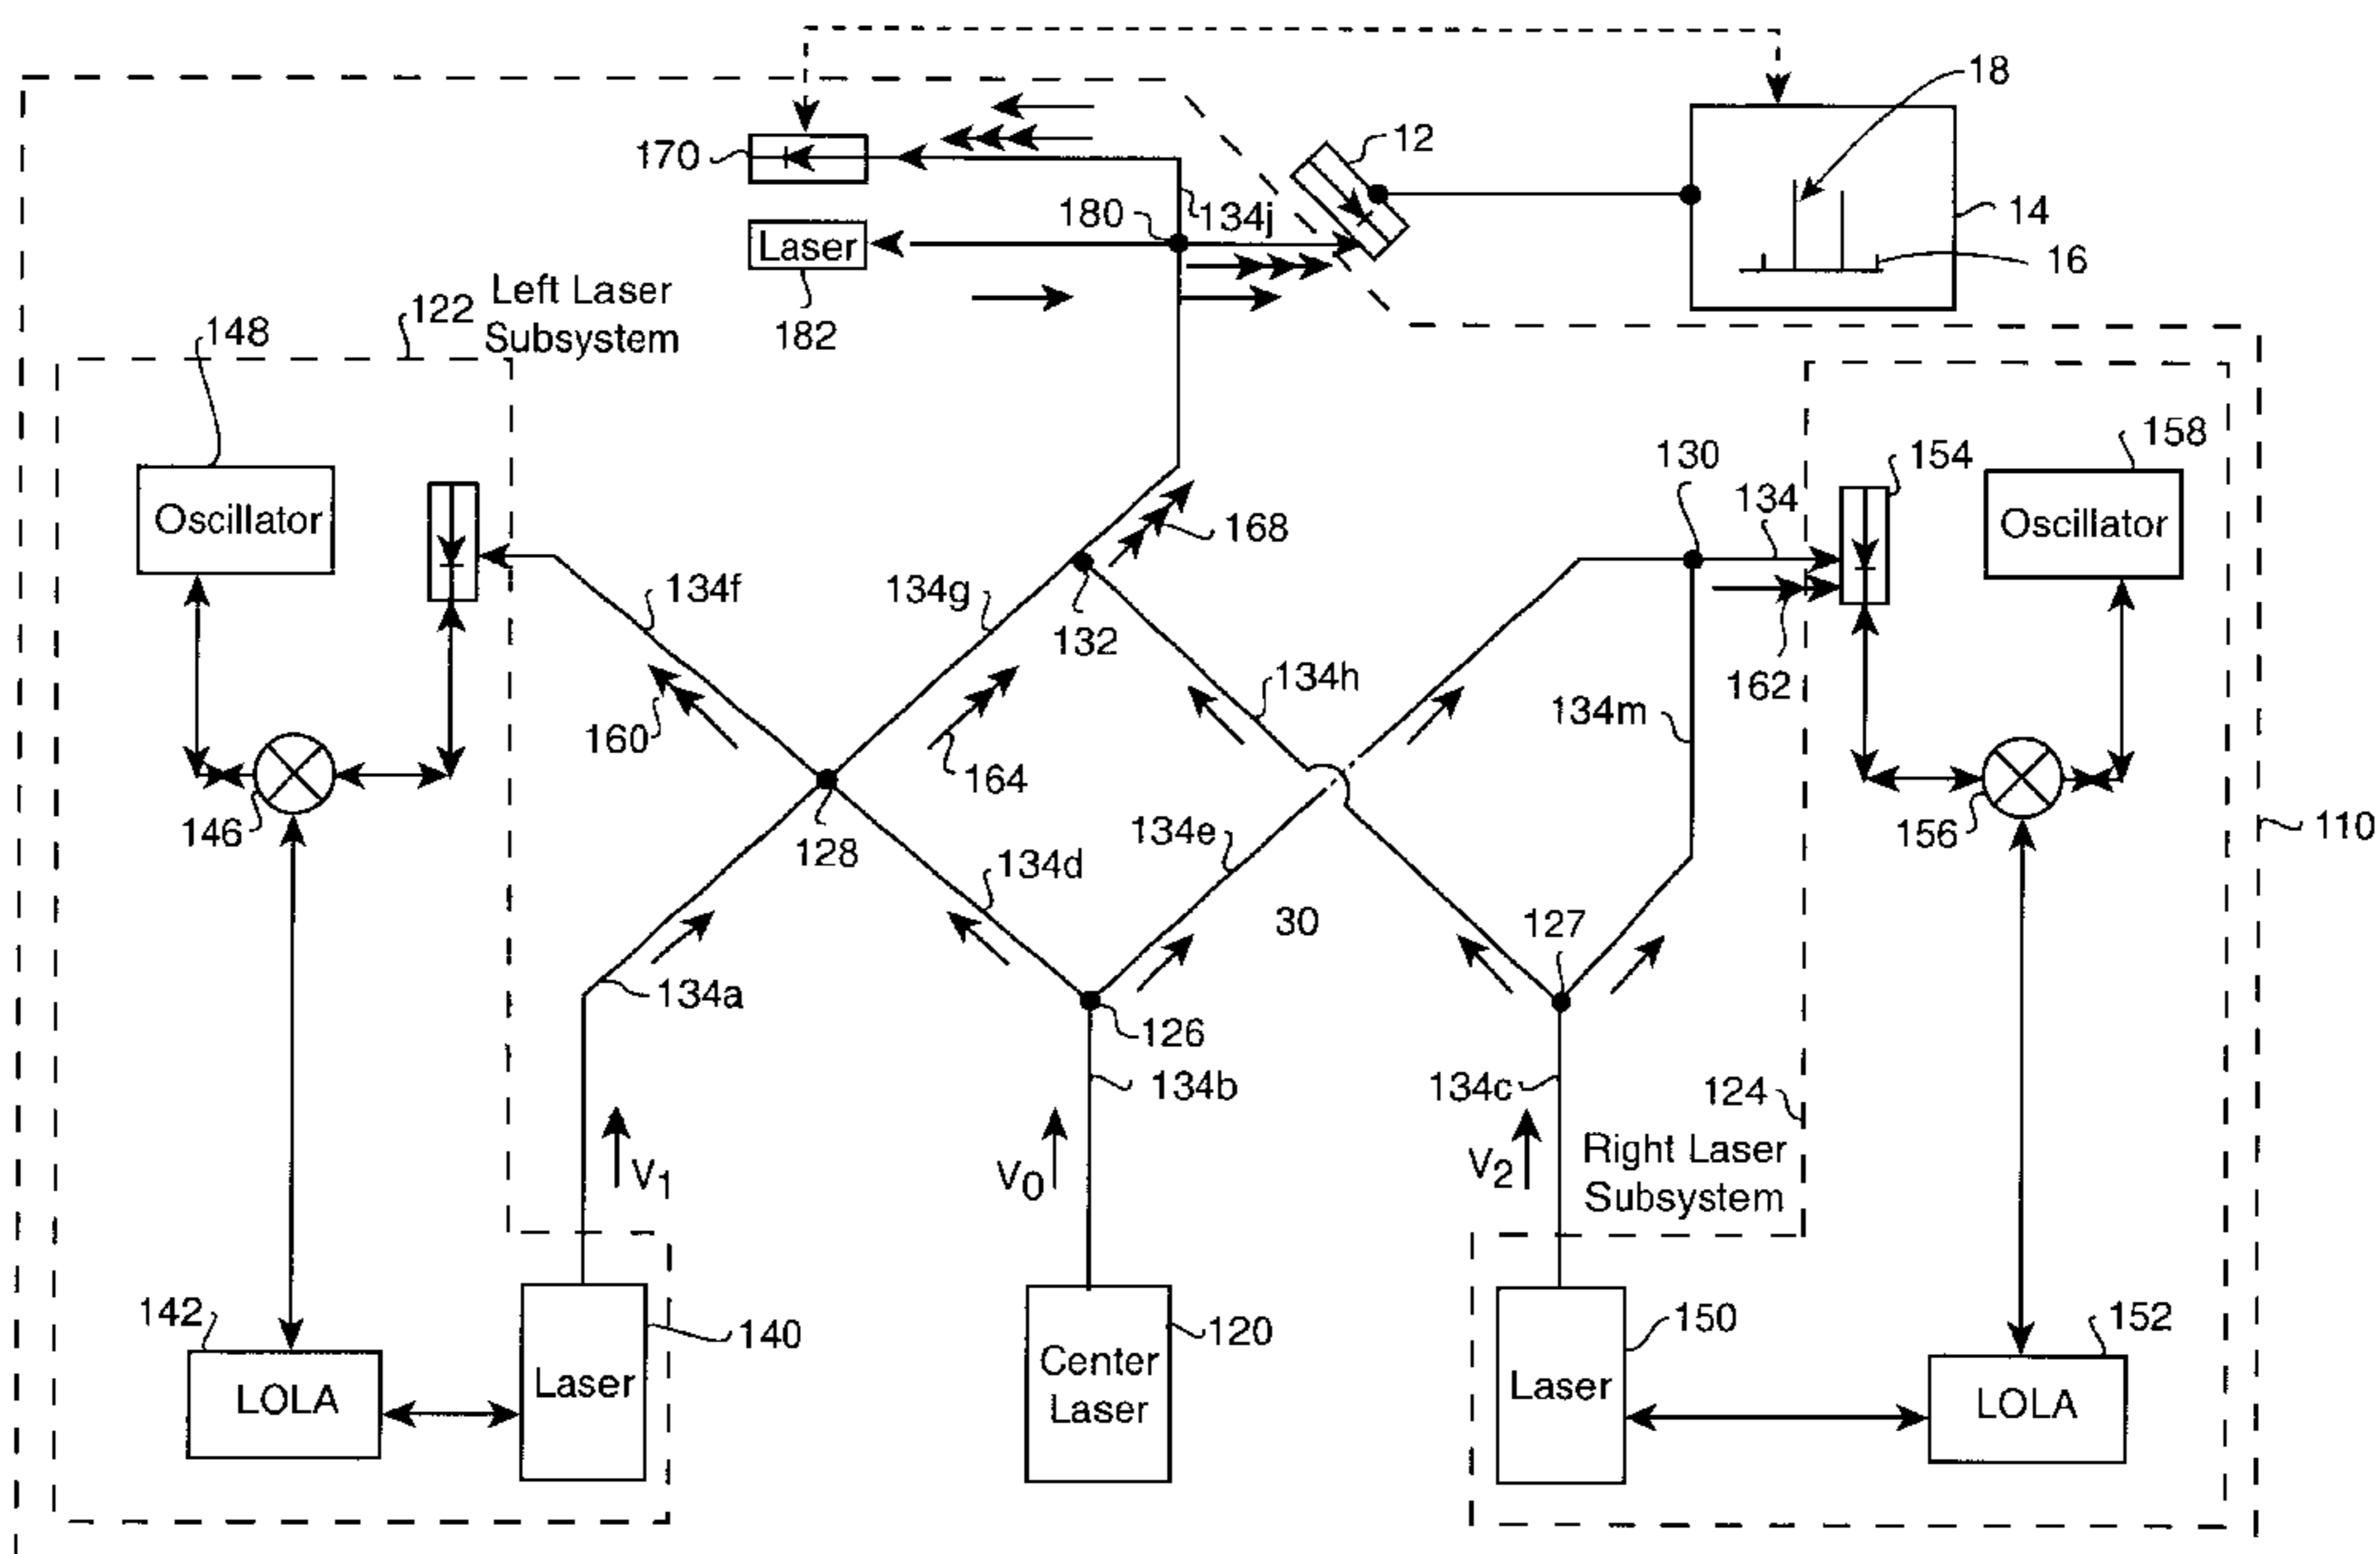 18
170
12
180
134j
14
Laser
16
182
Left Laser
Subsystem
122
148
158
130
154
134
Oscillator
168
Oscillator
134f
134g
132
134h
162
160
134m
164
146
128
134e
156
110
134d
30
127
134a
126
134b
134c
124
V1
V0
V2
Right Laser
Subsystem
142
140
120
150
152
LOLA
Laser
Center
Laser
Laser
LOLA